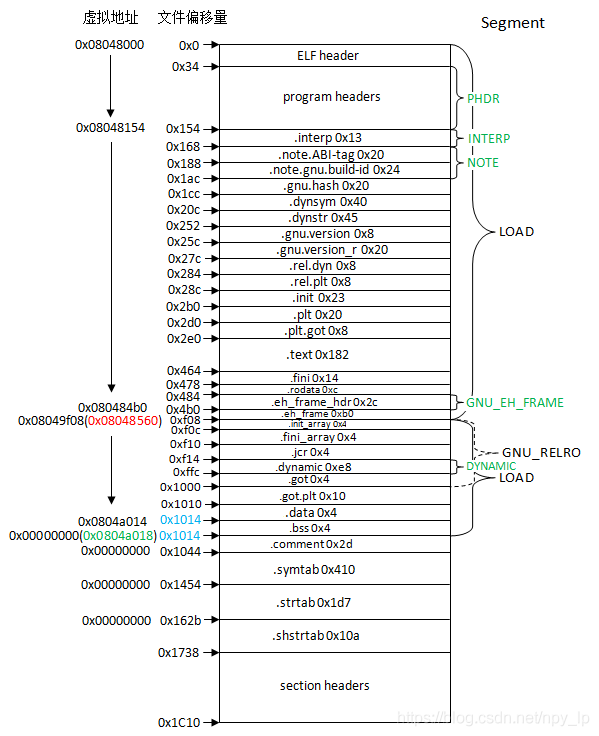 虚拟地址 文件偏移量 Segment
0x08048000 0x0
ELF header
0x34
program headers PHDR
0x08048154 0x154
.interp 0x13 INTERP
0x168
.note.ABI-tag 0x20 NOTE
0x188
.note.gnu.build-id 0x24
0x1ac
.gnu.hash 0x20
0x1cc
.dynsym 0x40
0x20c
.dynstr 0x45
0x252
.gnu.version 0x8 LOAD
0x25c
.gnu.version_r 0x20
0x27c
.rel.dyn 0x8
0x284
.rel.plt 0x8
0x28c
.init 0x23
0x2b0
.plt 0x20
0x2d0
.plt.got 0x8
0x2e0
.text 0x182
0x464
.fini 0x14
0x478
.rodata 0xc
0x484
.eh_frame_hdr 0x2c GNU_EH_FRAME
0x080484b0 0x4b0
.eh_frame 0xb0
0x08049f08(0x08048560) 0xf08
.init_array 0x4
0xf0c
.fini_array 0x4
0xf10
.jcr 0x4 GNU_RELRO
0xf14
.dynamic 0xe8 DYNAMIC
0xffc
.got 0x4 LOAD
0x1000
.got.plt 0x10
0x1010
.data 0x4
0x0804a014 0x1014
.bss 0x4
0x00000000(0x0804a018) 0x1014
.comment 0x2d
0x00000000 0x1044
.symtab 0x410
0x00000000 0x1454
.strtab 0x1d7
0x00000000 0x162b
.shstrtab 0x10a
0x1738
section headers
https://blog.csdn.net/npy_lp
0x1C10